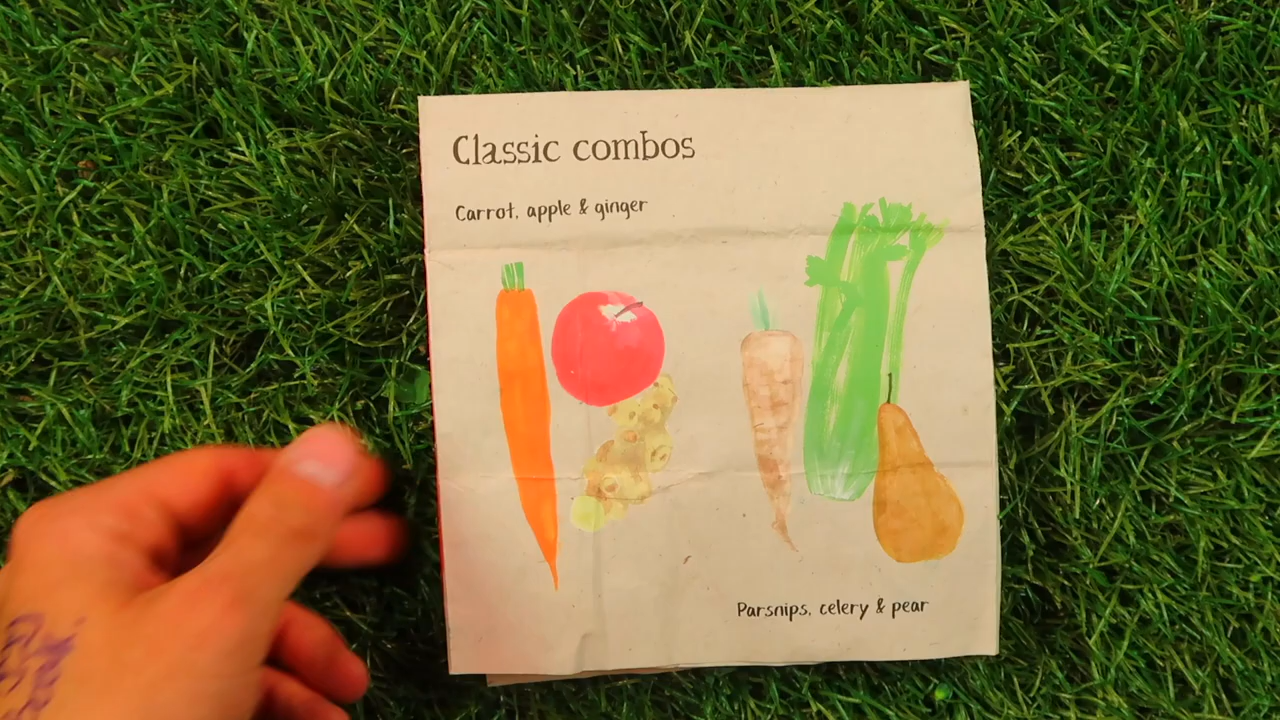 Classic combos
Carrot, apple & ginger
Parsnips, celery & pear